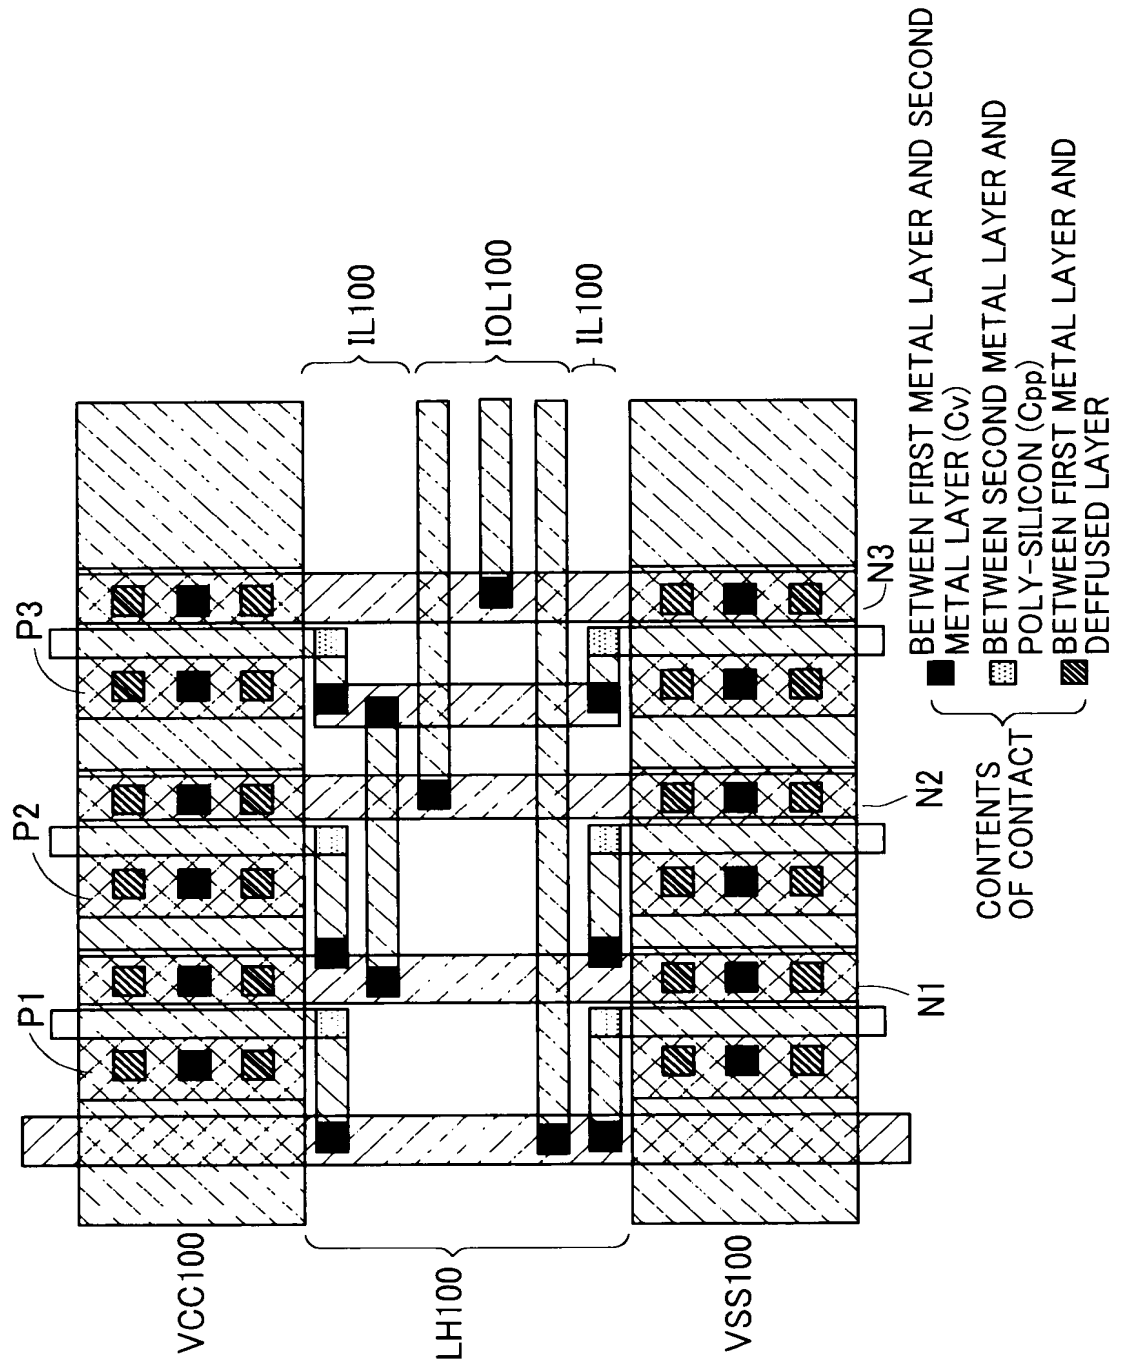 VCC100
LH100
VSS100
P1
P2
P3
IL100
IOL100
IL100
N1
N2
N3
CONTENTS
OF CONTACT
BETWEEN FIRST METAL LAYER AND SECOND
METAL LAYER (Cv)
BETWEEN SECOND METAL LAYER AND
POLY-SILICON (Cpp)
BETWEEN FIRST METAL LAYER AND
DEFFUSED LAYER